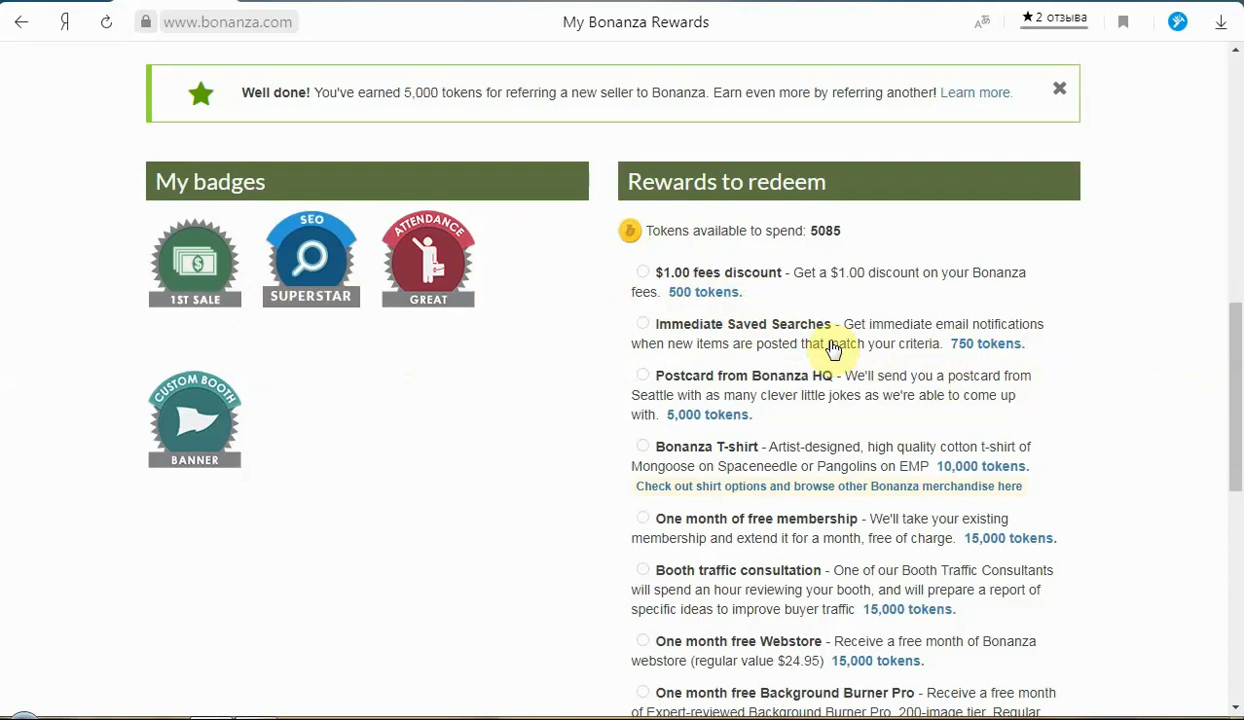 Я
www.bonanza.com
My Bonanza Rewards
★2 отзыва
Well done! You've earned 5,000 tokens for referring a new seller to Bonanza. Earn even more by referring another! Learn more.
My badges
1ST SALE
SEO
SUPERSTAR
ATTENDANCE
GREAT
CUSTOM BOOTH
BANNER
Rewards to redeem
Tokens available to spend: 5085
$1.00 fees discount - Get a $1.00 discount on your Bonanza
fees. 500 tokens.
Immediate Saved Searches - Get immediate email notifications
when new items are posted that match your criteria. 750 tokens.
Postcard from Bonanza HQ - We'll send you a postcard from
Seattle with as many clever little jokes as we're able to come up
with. 5,000 tokens.
Bonanza T-shirt - Artist-designed, high quality cotton t-shirt of
Mongoose on Spaceneedle or Pangolins on EMP 10,000 tokens.
Check out shirt options and browse other Bonanza merchandise here
One month of free membership - We'll take your existing
membership and extend it for a month, free of charge. 15,000 tokens.
Booth traffic consultation - One of our Booth Traffic Consultants
will spend an hour reviewing your booth, and will prepare a report of
specific ideas to improve buyer traffic 15,000 tokens.
One month free Webstore - Receive a free month of Bonanza
webstore (regular value $24.95) 15,000 tokens.
One month free Background Burner Pro - Receive a free month
of Expert-reviewed Background Burner Pro, 200-image tier. Regular